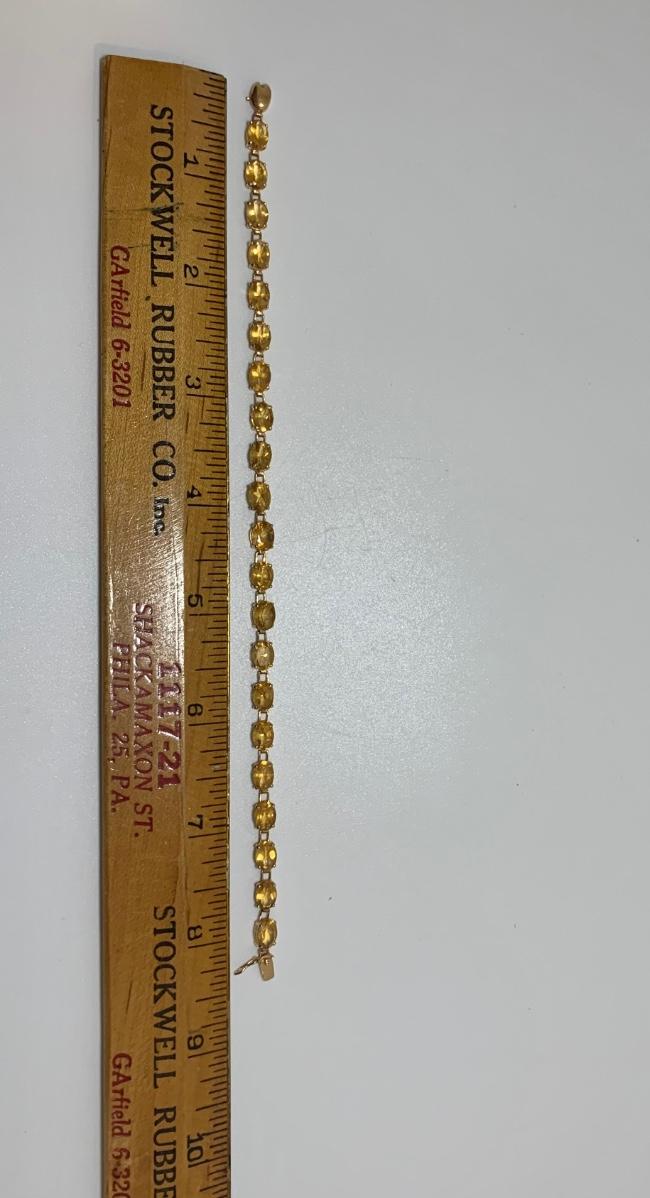 1 2 3 4 5 6 7 8 9 10
STOCKWELL RUBBER CO. Inc.
GArfield 6-3201
1117-21
SHACKAMAXON ST.
PHILA. 25, PA.
STOCKWELL RUBBE
GArfield 6-320